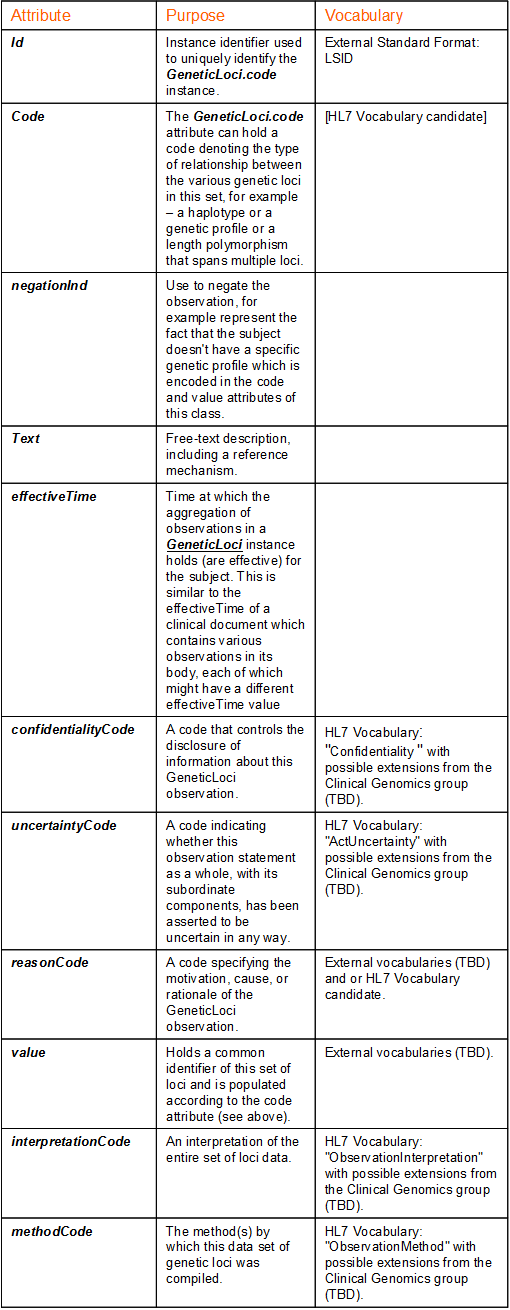 Attribute Purpose Vocabulary
Id Instance identifier used External Standard Format:
to uniquely identify the LSID
GeneticLoci.code
instance.
Code The GeneticLoci.code [HL7 Vocabulary candidate]
attribute can hold a
code denoting the type
of relationship between
the various genetic loci
in this set, for example
– a haplotype or a
genetic profile or a
length polymorphism
that spans multiple loci.
negationInd Use to negate the
observation, for
example represent the
fact that the subject
doesn't have a specific
genetic profile which is
encoded in the code
and value attributes of
this class.
Text Free-text description,
including a reference
mechanism.
effectiveTime Time at which the
aggregation of
observations in a
GeneticLoci instance
holds (are effective) for
the subject. This is
similar to the
effectiveTime of a
clinical document which
contains various
observations in its
body, each of which
might have a different
effectiveTime value
confidentialityCode A code that controls the HL7 Vocabulary:
disclosure of "Confidentiality " with
information about this possible extensions from the
GeneticLoci Clinical Genomics group
observation. (TBD).
uncertaintyCode A code indicating HL7 Vocabulary:
whether this "ActUncertainty" with
observation statement possible extensions from the
as a whole, with its Clinical Genomics group
subordinate (TBD).
components, has been
asserted to be
uncertain in any way.
reasonCode A code specifying the External vocabularies (TBD)
motivation, cause, or and or HL7 Vocabulary
rationale of the candidate.
GeneticLoci
observation.
value Holds a common External vocabularies (TBD).
identifier of this set of
loci and is populated
according to the code
attribute (see above).
interpretationCode An interpretation of the HL7 Vocabulary:
entire set of loci data. "ObservationInterpretation"
with possible extensions from
the Clinical Genomics group
(TBD).
methodCode The method(s) by HL7 Vocabulary:
which this data set of "ObservationMethod" with
genetic loci was possible extensions from the
compiled. Clinical Genomics group
(TBD).